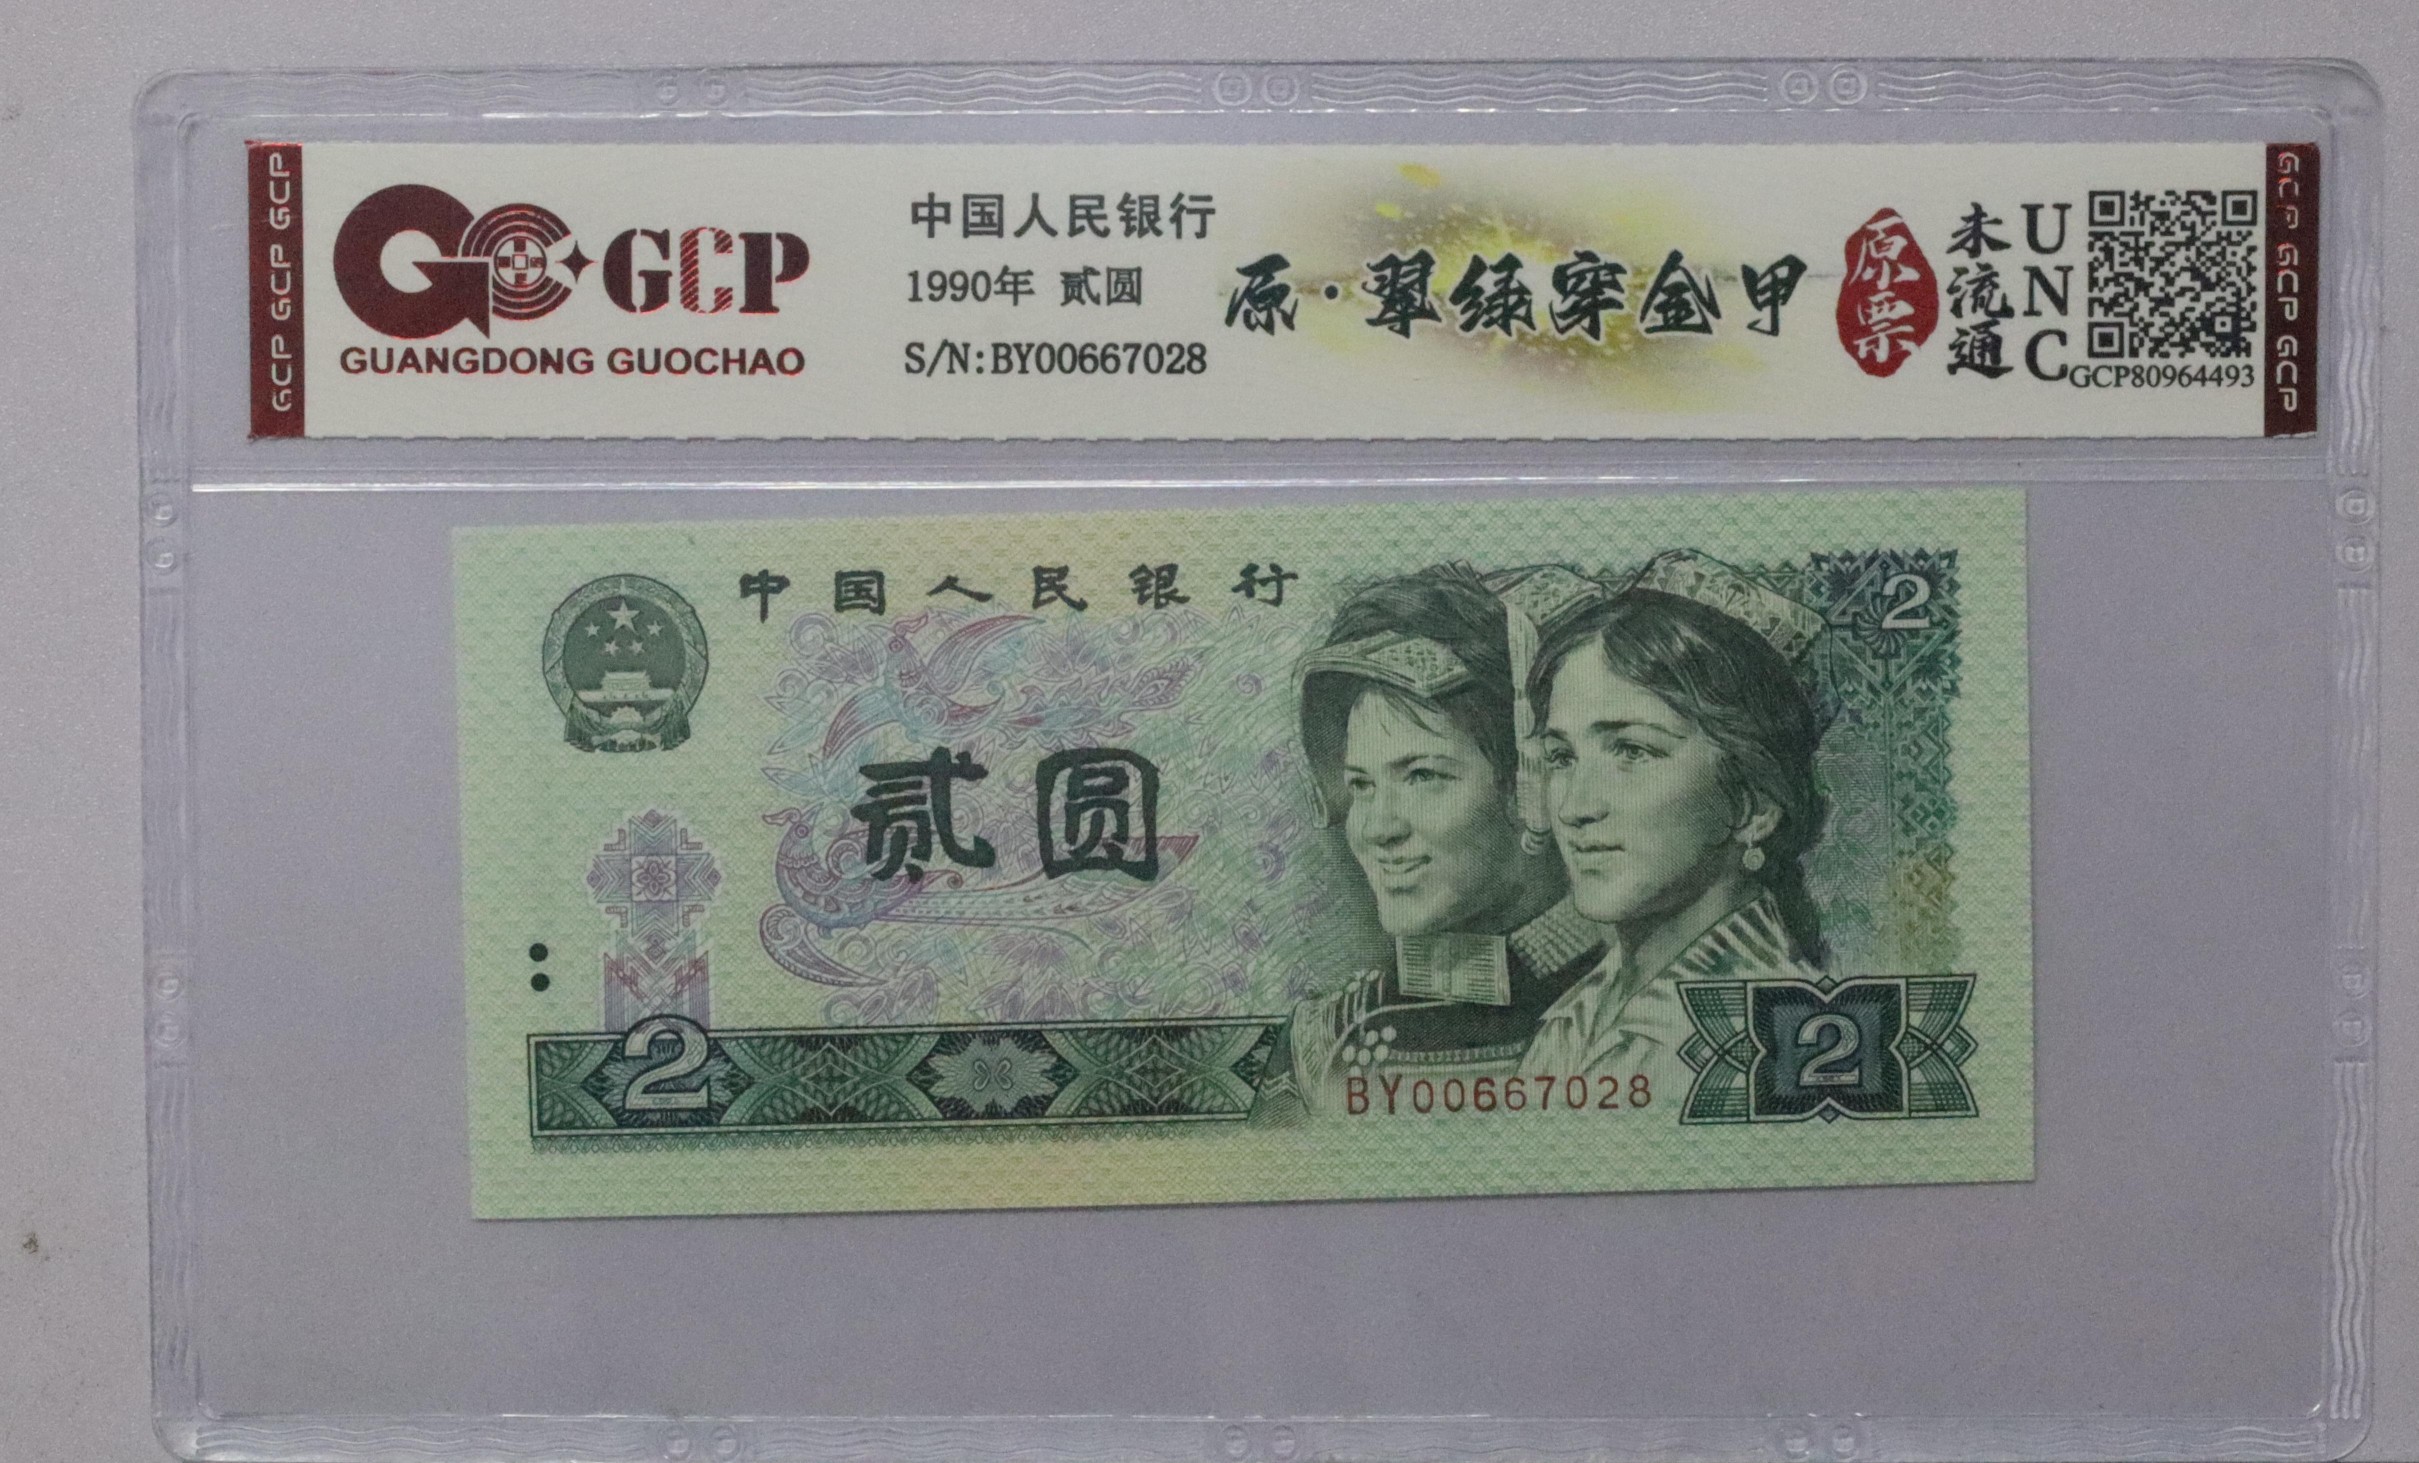 GCP GCP GCP
GCP
GUANGDONG GUOCHAO
中国人民银行
1990年 贰圆
S/N:BY00667028
原·翠绿穿金甲
原票
未流通
UNC
GCP80964493
GCP GCP GCP
中国人民银行
2
贰圆
2
BY00667028
2